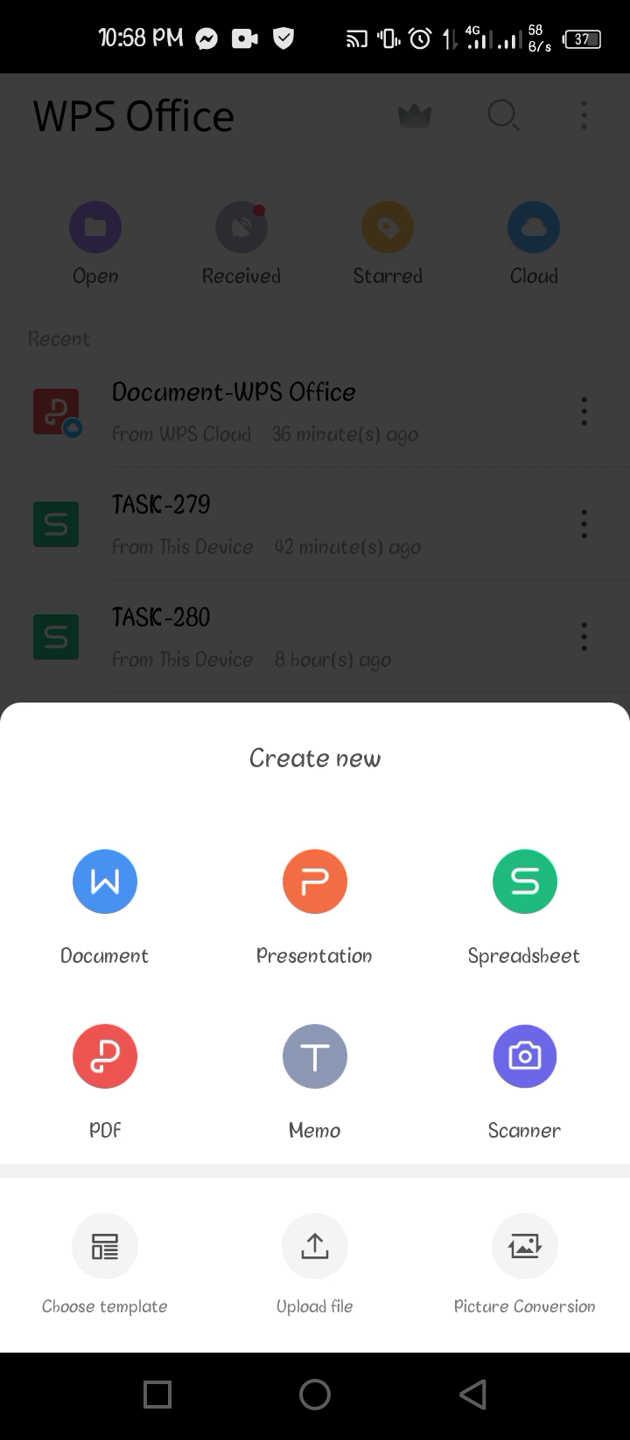 10:58 PM 4G 58 B/s 37
WPS Office
Open Received Starred Cloud
Recent
Document-WPS Office
from WPS Cloud 36 minute(s) ago
TASK-279
from This Device 42 minute(s) ago
TASK-280
from This Device 8 hour(s) ago
Create new
Document Presentation Spreadsheet
PDF Memo Scanner
Choose template Upload file Picture Conversion